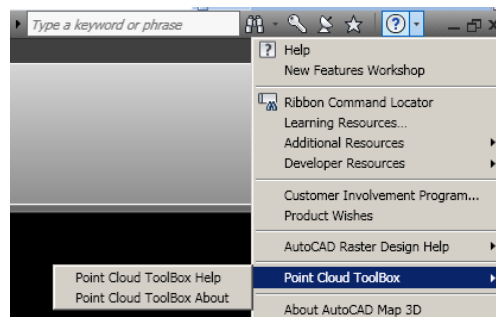 Type a keyword or phrase
Help
New Features Workshop
Ribbon Command Locator
Learning Resources...
Additional Resources
Developer Resources
Customer Involvement Program...
Product Wishes
AutoCAD Raster Design Help
Point Cloud ToolBox
Point Cloud ToolBox Help
Point Cloud ToolBox About
About AutoCAD Map 3D